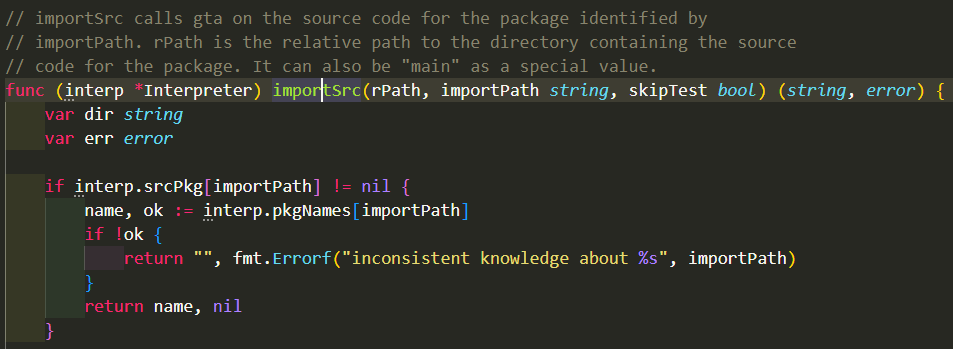 // importSrc calls gta on the source code for the package identified by
// importPath. rPath is the relative path to the directory containing the source
// code for the package. It can also be "main" as a special value.
func (interp *Interpreter) importSrc(rPath, importPath string, skipTest bool) (string, error) {
    var dir string
    var err error

    if interp.srcPkg[importPath] != nil {
        name, ok := interp.pkgNames[importPath]
        if !ok {
            return "", fmt.Errorf("inconsistent knowledge about %s", importPath)
        }
        return name, nil
    }